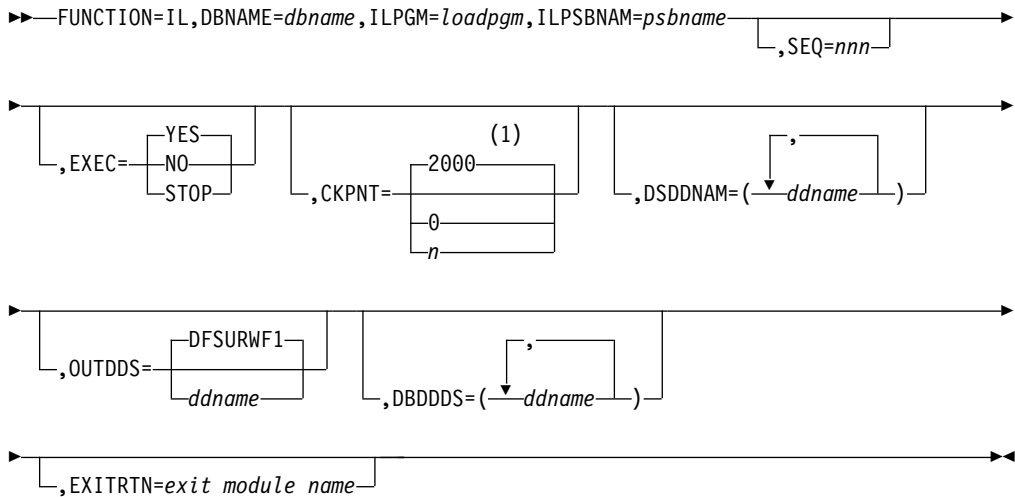 FUNCTION=IL,DBNAME=dbname,ILPGM=loadpgm,ILPSBNAM=psbname
,SEQ=nnn
,EXEC= YES
NO
STOP
(1)
,CKPNT= 2000
0
n
,DSDDNAM=( , ddname )
,OUTDDS= DFSURWF1
ddname
,DBDDDS=( , ddname )
,EXITRTN=exit module name